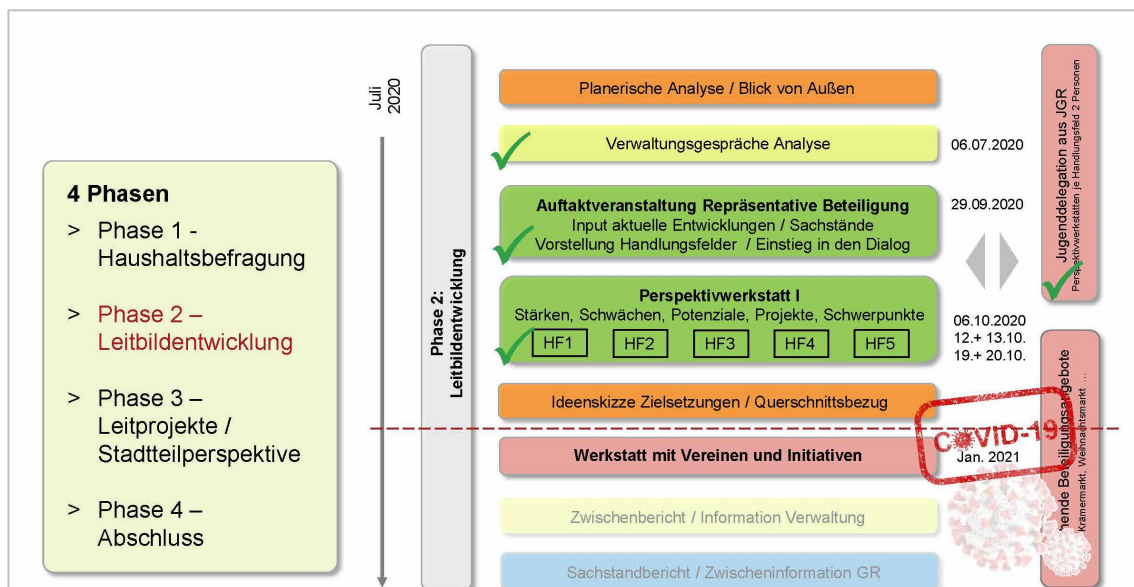 4 Phasen
> Phase 1 -
Haushaltsbefragung
> Phase 2 –
Leitbildentwicklung
> Phase 3 –
Leitprojekte /
Stadtteilperspektive
> Phase 4 –
Abschluss
Juli
2020
Phase 2:
Leitbildentwicklung
Planerische Analyse / Blick von Außen
Verwaltungsgespräche Analyse
06.07.2020
Auftaktveranstaltung Repräsentative Beteiligung
Input aktuelle Entwicklungen / Sachstände
Vorstellung Handlungsfelder / Einstieg in den Dialog
29.09.2020
Perspektivwerkstatt I
Stärken, Schwächen, Potenziale, Projekte, Schwerpunkte
HF1 HF2 HF3 HF4 HF5
06.10.2020
12.+ 13.10.
19.+ 20.10.
Ideenskizze Zielsetzungen / Querschnittsbezug
COVID-19
Werkstatt mit Vereinen und Initiativen
Jan. 2021
Zwischenbericht / Information Verwaltung
Sachstandbericht / Zwischeninformation GR
Jugenddelegation aus JGR
Perspektivwerkstätten je Handlungsfeld 2 Personen
Beteiligungsangebote
Krämermarkt, Weihnachtsmarkt ...